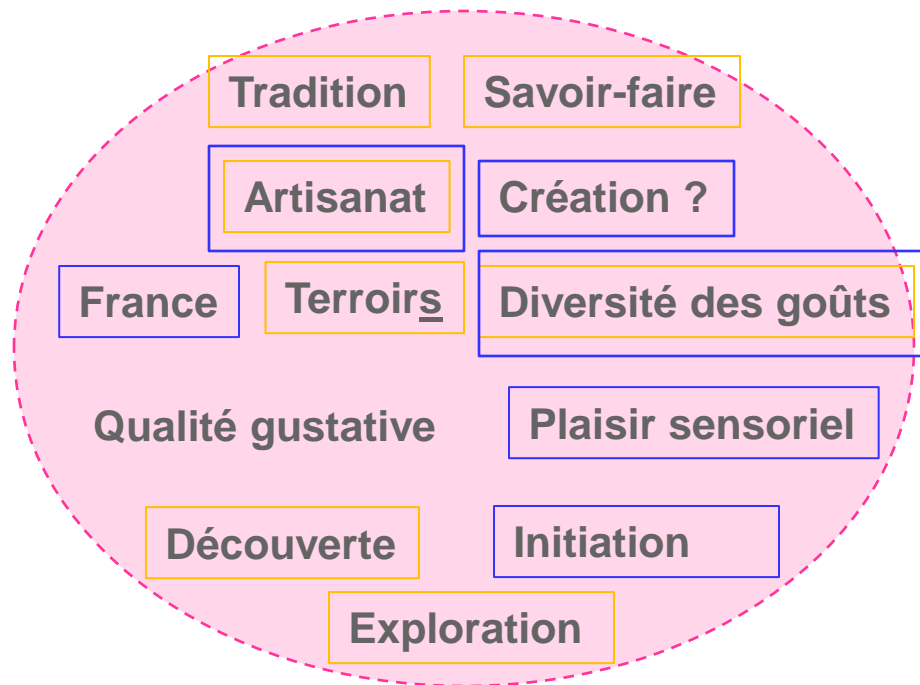 Tradition Savoir-faire
Artisanat Création ?
France Terroirs Diversité des goûts
Qualité gustative Plaisir sensoriel
Découverte Initiation
Exploration